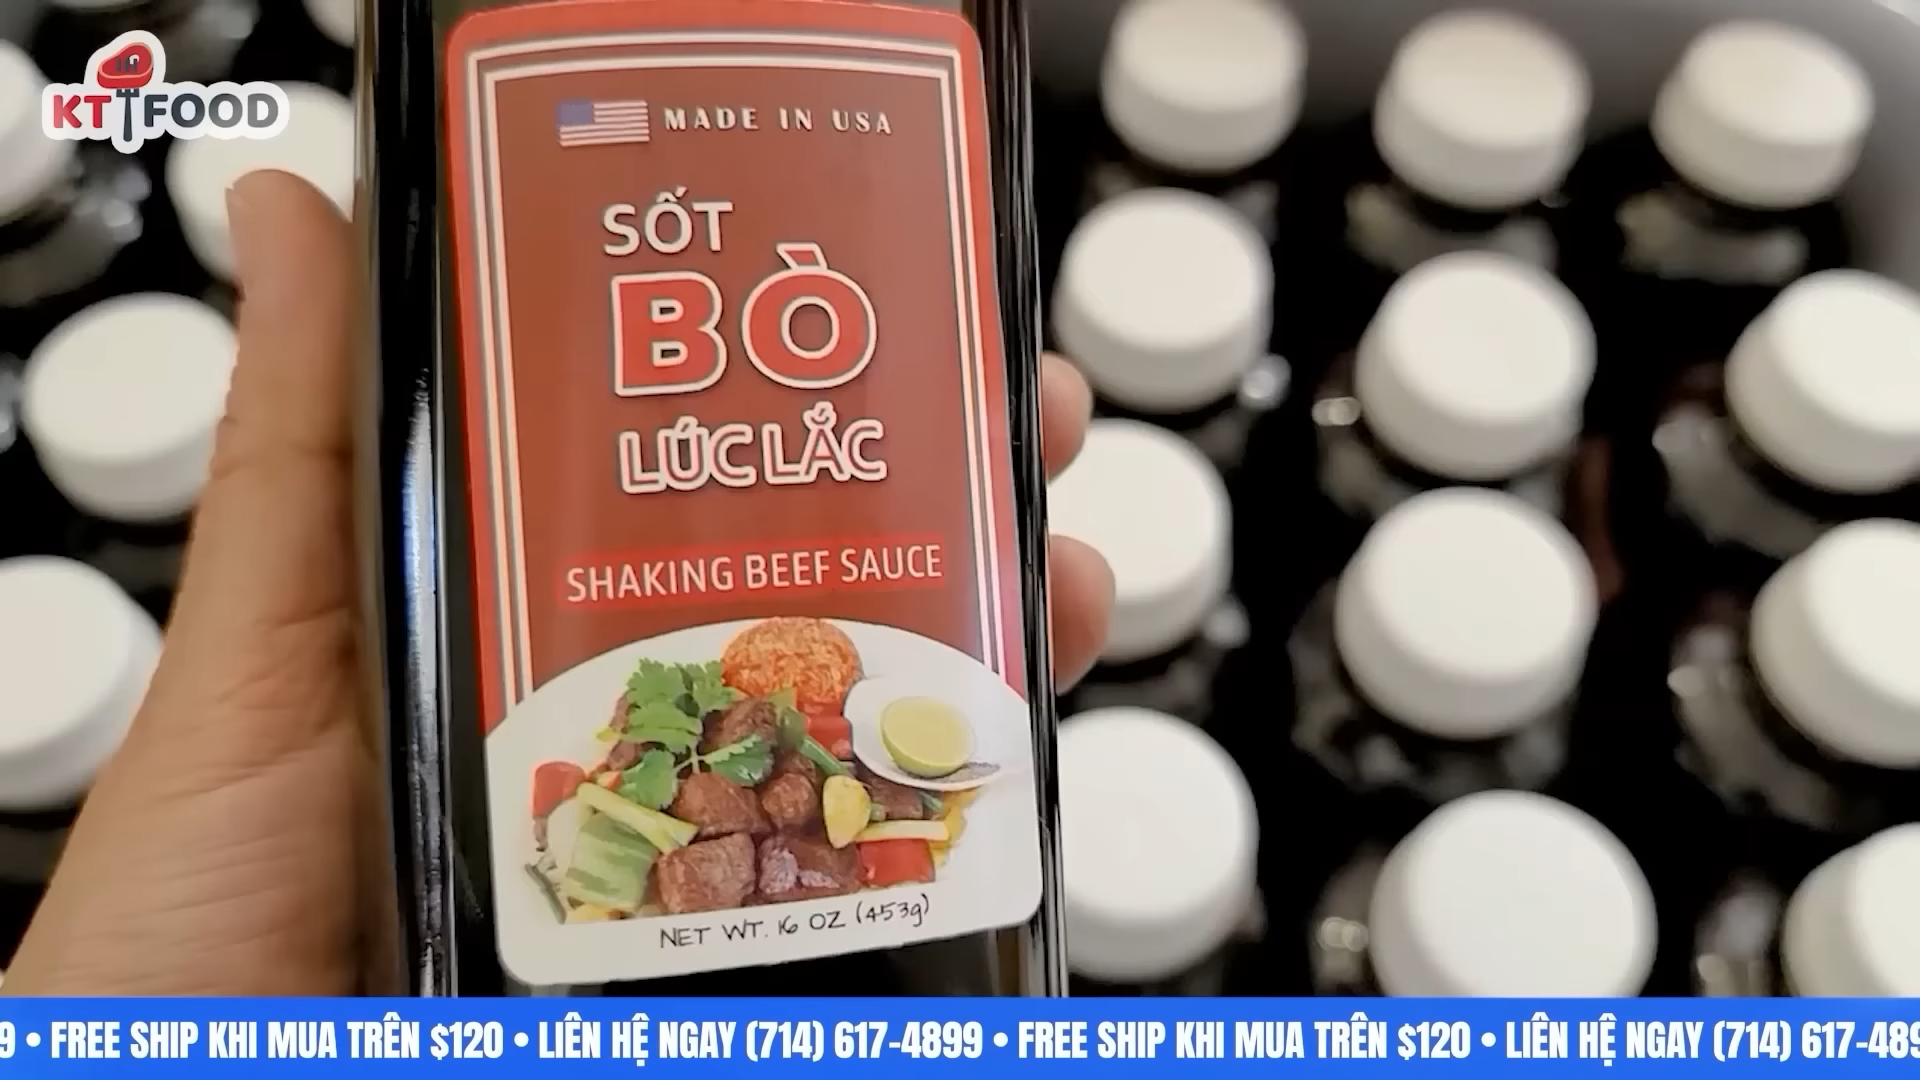 KT FOOD
MADE IN USA
SỐT
BÒ
LÚC LẮC
SHAKING BEEF SAUCE
NET WT. 16 OZ (453g)
9 • FREE SHIP KHI MUA TRÊN $120 • LIÊN HỆ NGAY (714) 617-4899 • FREE SHIP KHI MUA TRÊN $120 • LIÊN HỆ NGAY (714) 617-489